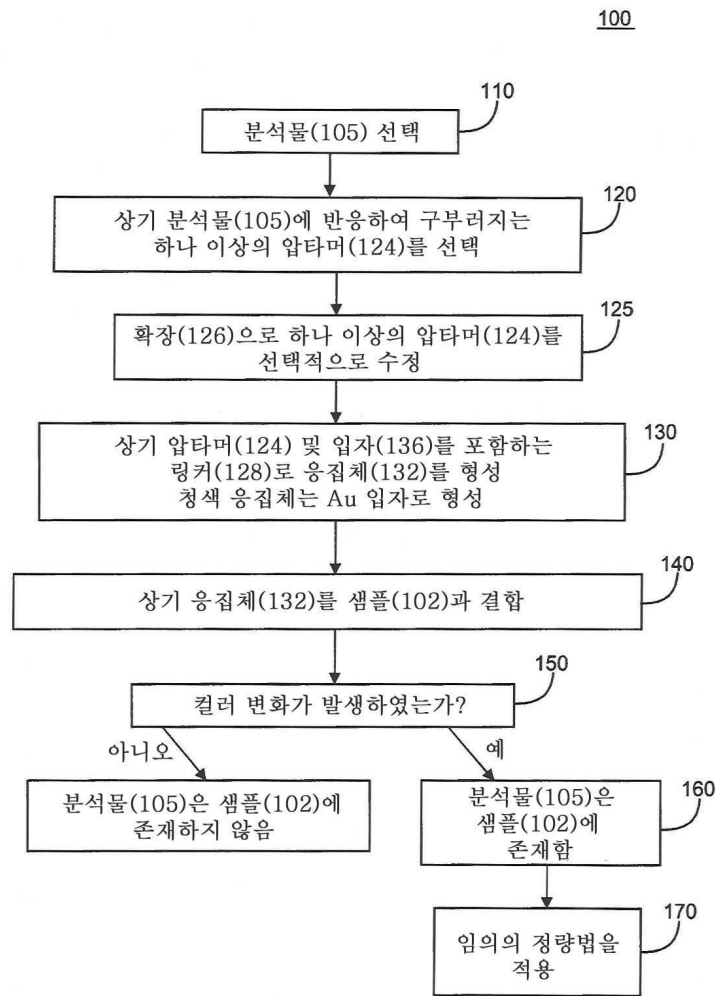 100
110
분석물(105) 선택
120
상기 분석물(105)에 반응하여 구부러지는
하나 이상의 압타머(124)를 선택
125
확장(126)으로 하나 이상의 압타머(124)를
선택적으로 수정
130
상기 압타머(124) 및 입자(136)를 포함하는
링커(128)로 응집체(132)를 형성
청색 응집체는 Au 입자로 형성
140
상기 응집체(132)를 샘플(102)과 결합
150
컬러 변화가 발생하였는가?
아니오
예
분석물(105)은 샘플(102)에
존재하지 않음
160
분석물(105)은
샘플(102)에
존재함
170
임의의 정량법을
적용